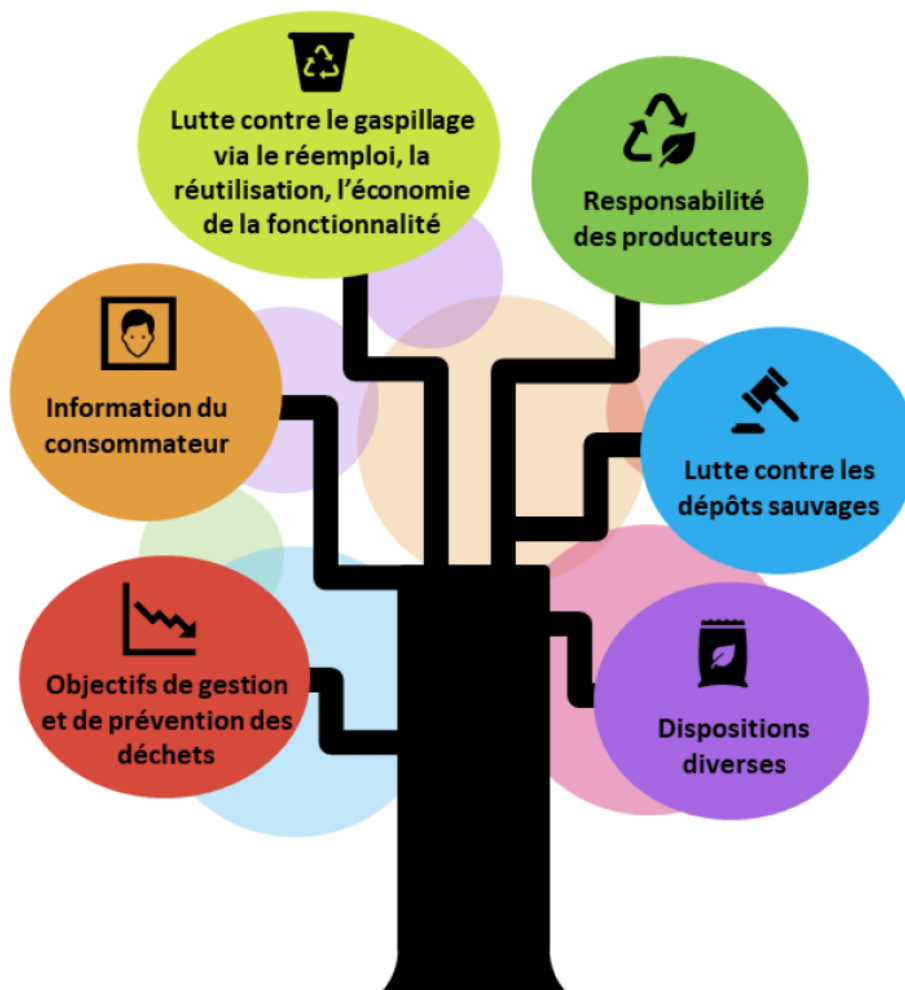 Lutte contre le gaspillage
via le réemploi, la
réutilisation, l'économie
de la fonctionnalité
Responsabilité
des producteurs
Information du
consommateur
Lutte contre les
dépôts sauvages
Objectifs de gestion
et de prévention des
déchets
Dispositions
diverses